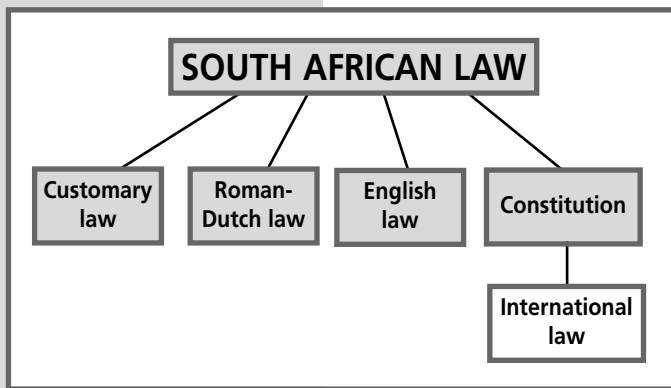 SOUTH AFRICAN LAW
Customary
law
Roman-
Dutch law
English
law
Constitution
International
law